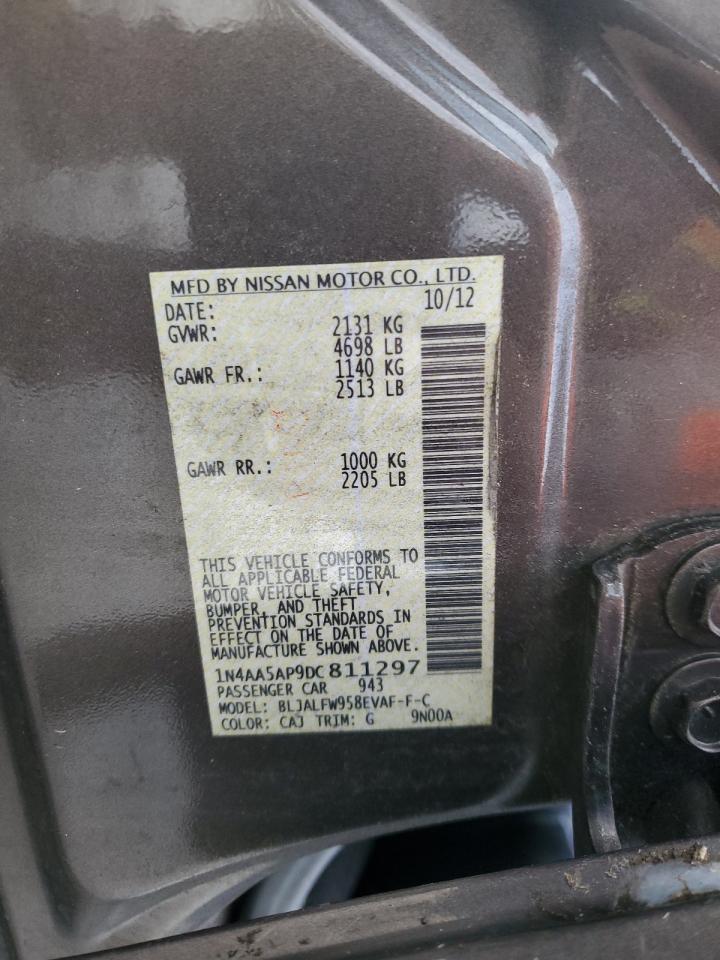 MFD BY NISSAN MOTOR CO., LTD.
DATE: 10/12
GVWR: 2131 KG
4698 LB
GAWR FR.: 1140 KG
2513 LB
GAWR RR.: 1000 KG
2205 LB
THIS VEHICLE CONFORMS TO
ALL APPLICABLE FEDERAL
MOTOR VEHICLE SAFETY,
BUMPER, AND THEFT
PREVENTION STANDARDS IN
EFFECT ON THE DATE OF
MANUFACTURE SHOWN ABOVE.
1N4AA5AP9DC811297
PASSENGER CAR 943
MODEL: BLJALFW958EVAF-F-C
COLOR: CAJ TRIM: G 9N00A